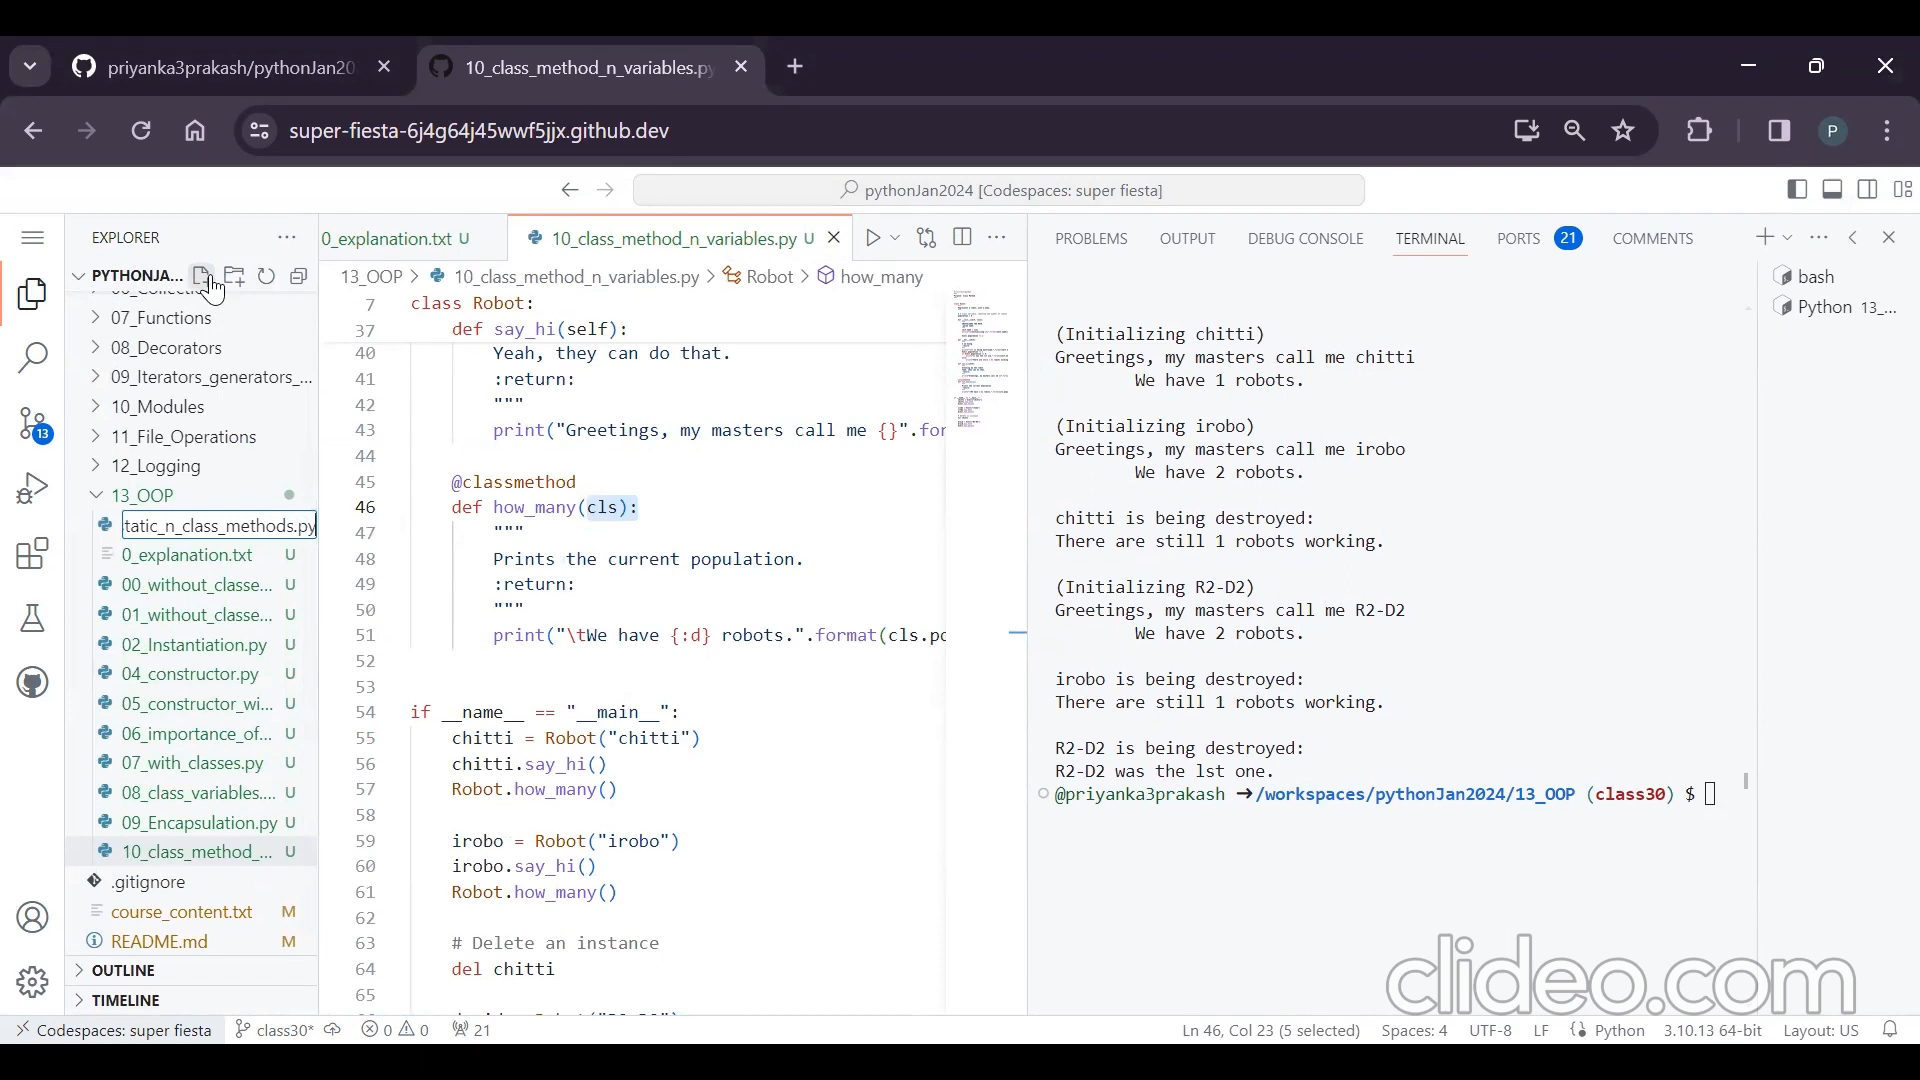 priyanka3prakash/pythonJan20
10_class_method_n_variables.py
super-fiesta-6j4g64j45wwf5jjx.github.dev
P
pythonJan2024 [Codespaces: super fiesta]
EXPLORER
0_explanation.txt U
10_class_method_n_variables.py U
PROBLEMS
OUTPUT
DEBUG CONSOLE
TERMINAL
PORTS 21
COMMENTS
PYTHONJA...
13_OOP > 10_class_method_n_variables.py > Robot > how_many
bash
Python 13_...
07_Functions
08_Decorators
09_Iterators_generators_...
10_Modules
11_File_Operations
12_Logging
13_OOP
tatic_n_class_methods.py
0_explanation.txt U
00_without_classe... U
01_without_classe... U
02_Instantiation.py U
04_constructor.py U
05_constructor_wi... U
06_importance_of... U
07_with_classes.py U
08_class_variables.... U
09_Encapsulation.py U
10_class_method_... U
.gitignore
course_content.txt M
README.md M
OUTLINE
TIMELINE
13
7 class Robot:
37 def say_hi(self):
40 Yeah, they can do that.
41 :return:
42 """
43 print("Greetings, my masters call me {}".for
44
45 @classmethod
46 def how_many(cls):
47 """
48 Prints the current population.
49 :return:
50 """
51 print("\tWe have {:d} robots.".format(cls.po
52
53
54 if __name__ == "__main__":
55 chitti = Robot("chitti")
56 chitti.say_hi()
57 Robot.how_many()
58
59 irobo = Robot("irobo")
60 irobo.say_hi()
61 Robot.how_many()
62
63 # Delete an instance
64 del chitti
65
(Initializing chitti)
Greetings, my masters call me chitti
We have 1 robots.
(Initializing irobo)
Greetings, my masters call me irobo
We have 2 robots.
chitti is being destroyed:
There are still 1 robots working.
(Initializing R2-D2)
Greetings, my masters call me R2-D2
We have 2 robots.
irobo is being destroyed:
There are still 1 robots working.
R2-D2 is being destroyed:
R2-D2 was the lst one.
@priyanka3prakash →/workspaces/pythonJan2024/13_OOP (class30) $
clideo.com
Codespaces: super fiesta
class30*
0 0
21
Ln 46, Col 23 (5 selected)
Spaces: 4
UTF-8
LF
Python
3.10.13 64-bit
Layout: US